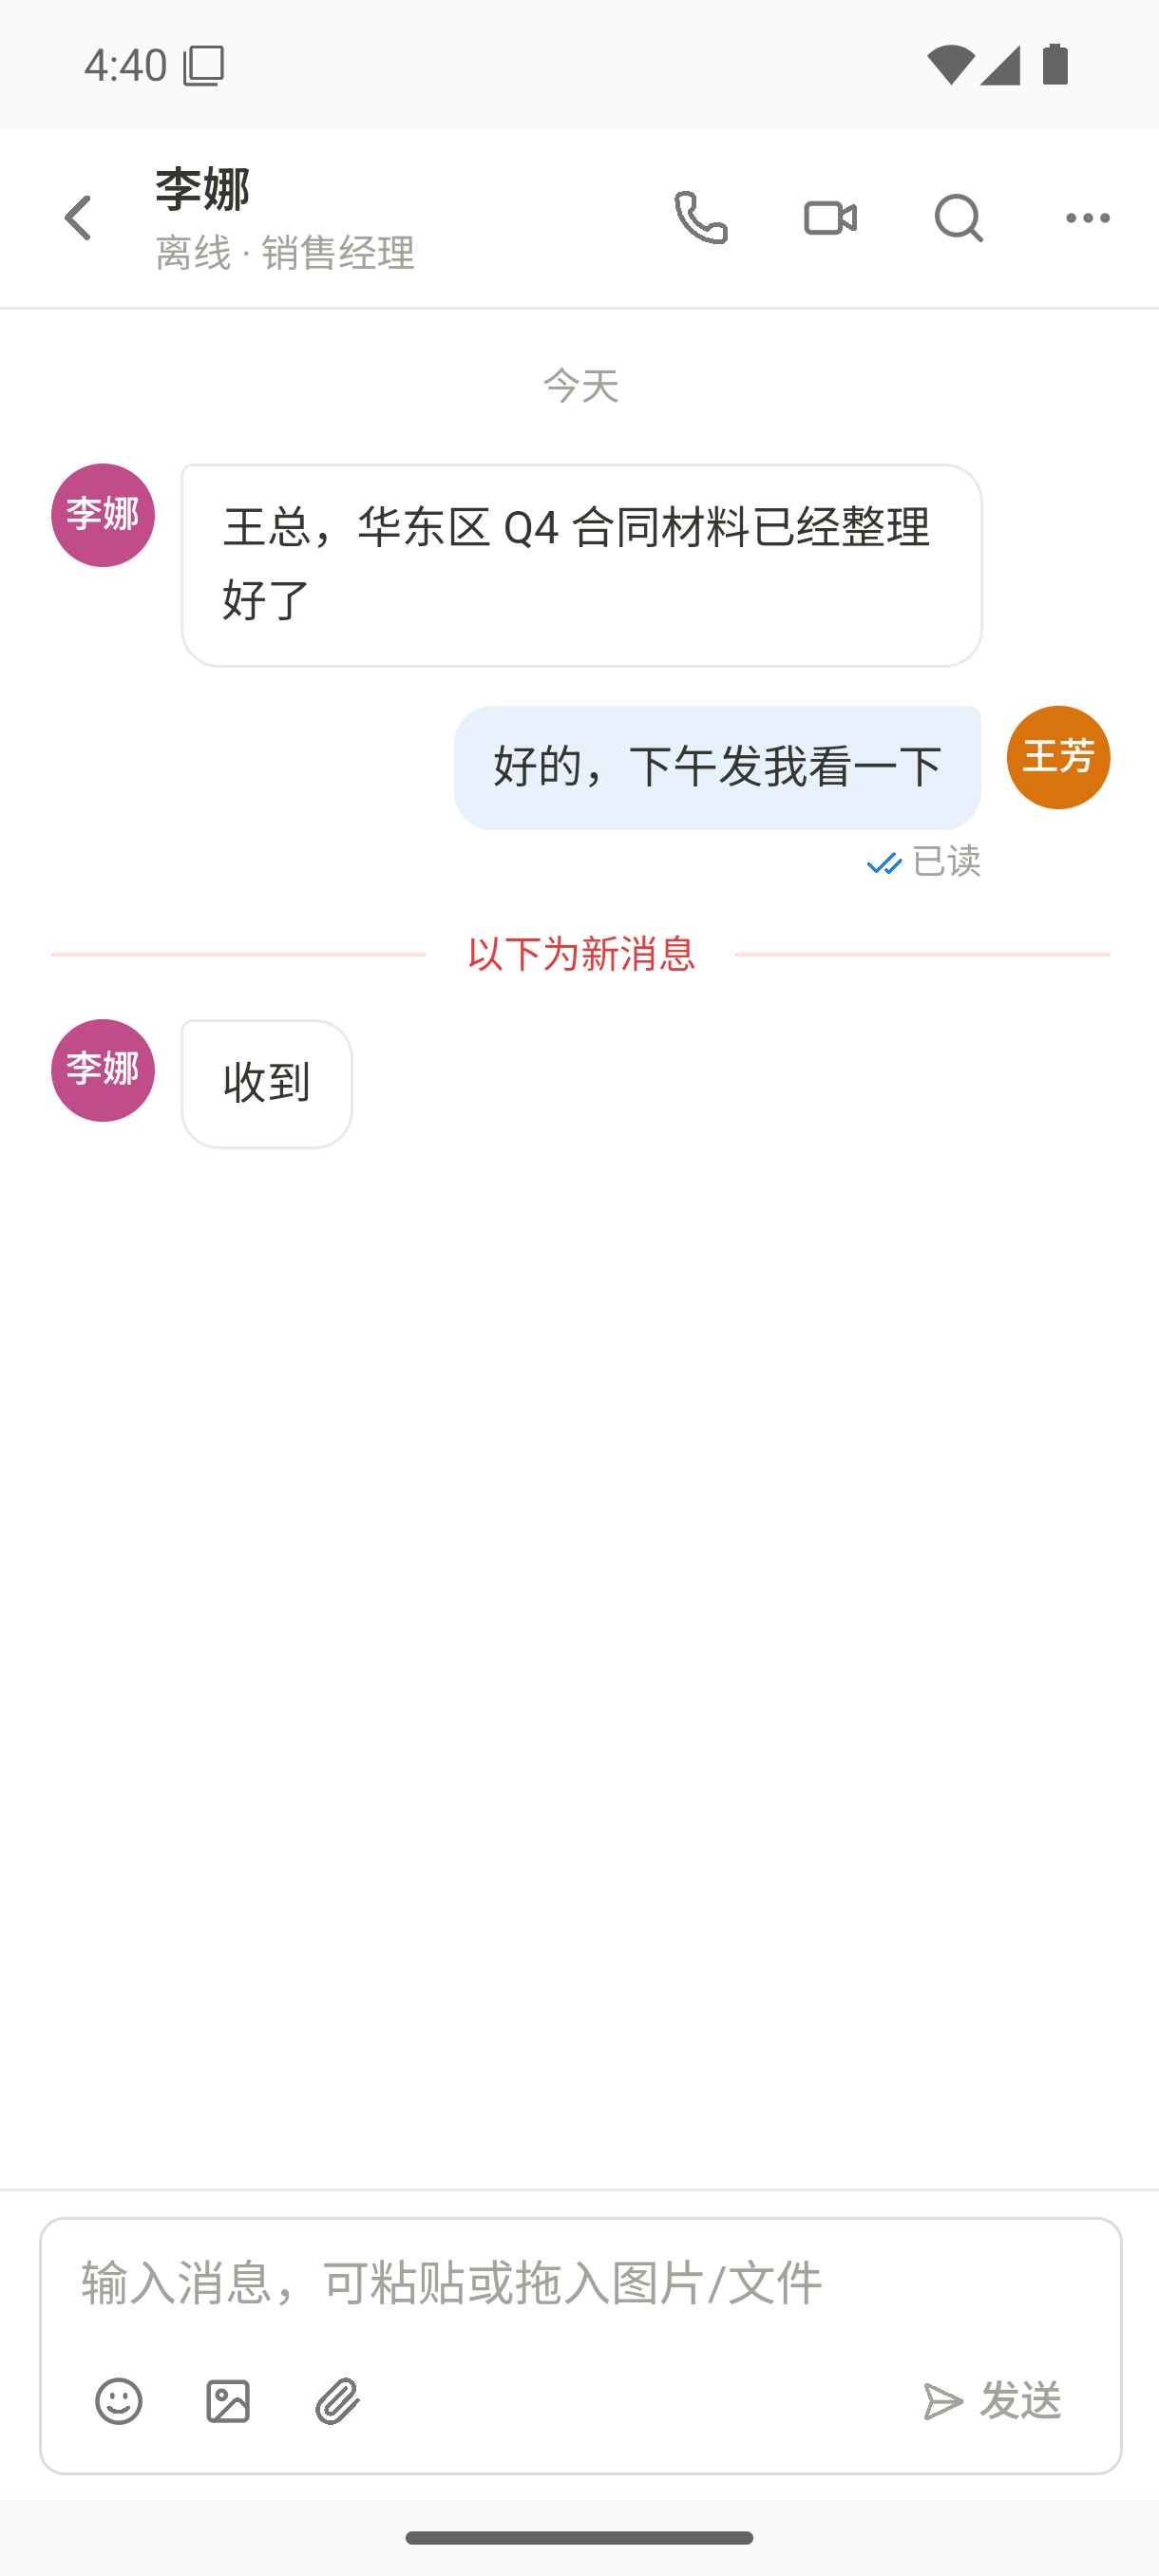 4:40
李娜
离线 · 销售经理
今天
李娜
王总，华东区 Q4 合同材料已经整理
好了
好的，下午发我看一下
王芳
已读
以下为新消息
李娜
收到
输入消息，可粘贴或拖入图片/文件
发送